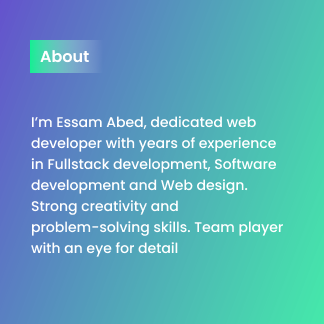 About
I’m Essam Abed, dedicated web
developer with years of experience
in Fullstack development, Software
development and Web design.
Strong creativity and
problem-solving skills. Team player
with an eye for detail